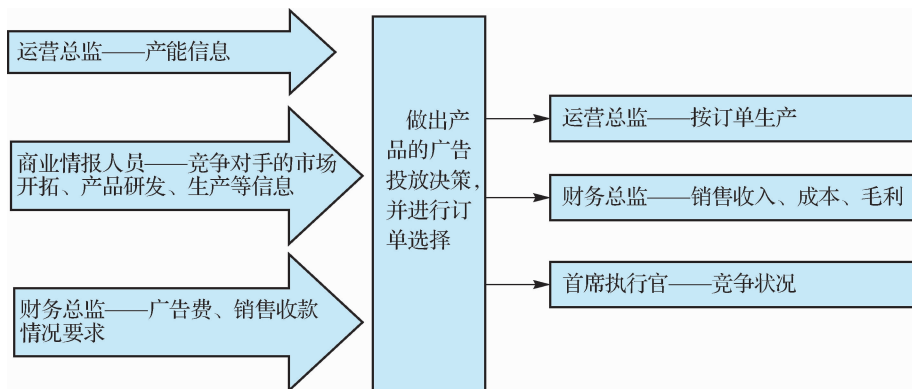 运营总监——产能信息
商业情报人员——竞争对手的市场
开拓、产品研发、生产等信息
财务总监——广告费、销售收款
情况要求
做出产
品的广告
投放决策,
并进行订
单选择
运营总监——按订单生产
财务总监——销售收入、成本、毛利
首席执行官——竞争状况